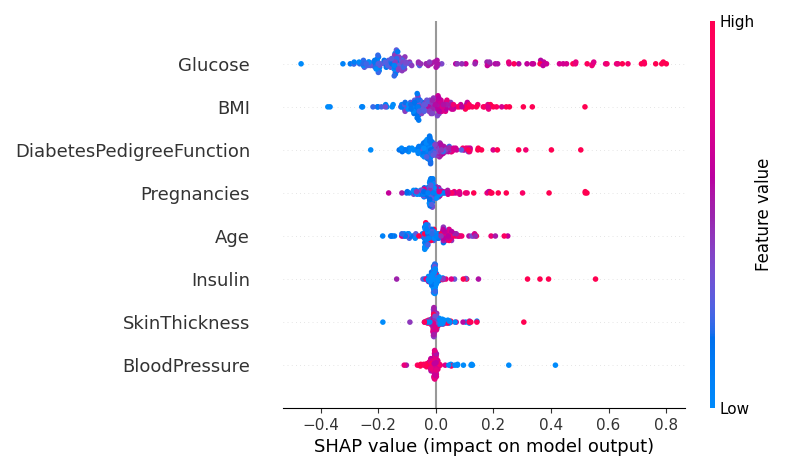 High
Glucose
BMI
DiabetesPedigreeFunction
Pregnancies
Age
Insulin
SkinThickness
BloodPressure
Feature value
Low
−0.4 −0.2 0.0 0.2 0.4 0.6 0.8
SHAP value (impact on model output)